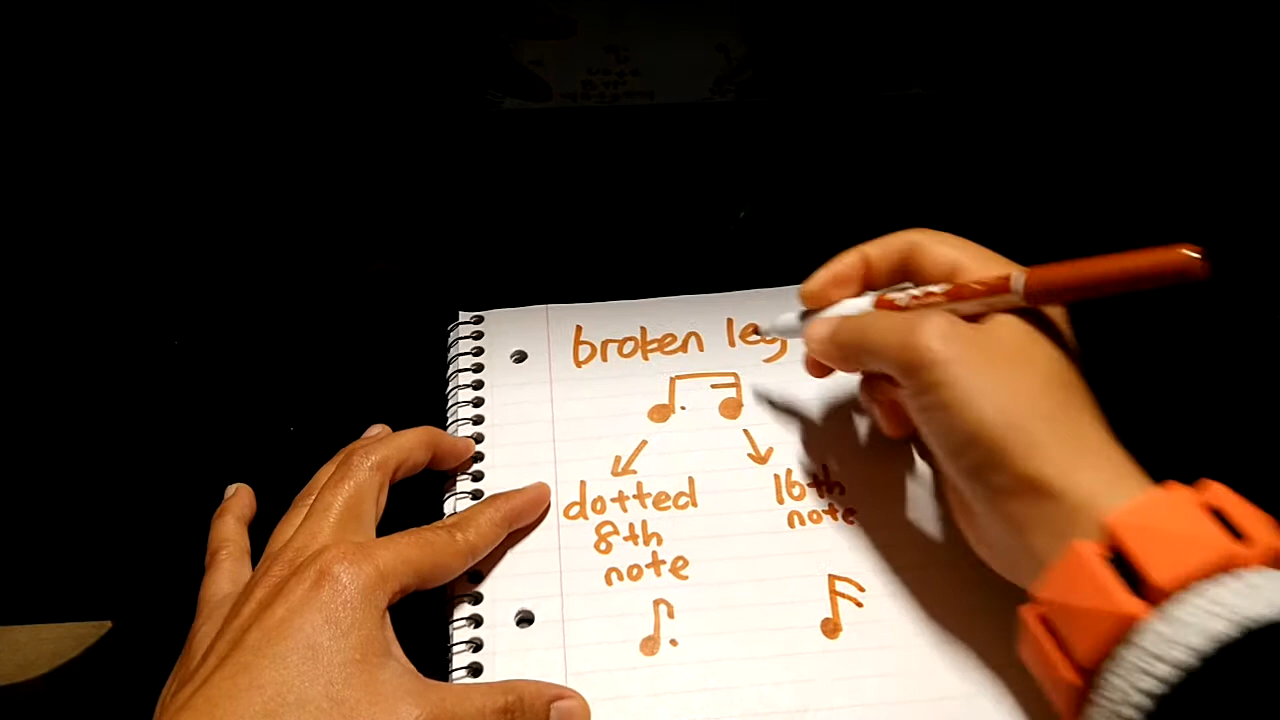 broken leg
dotted
8th
note
16th
note